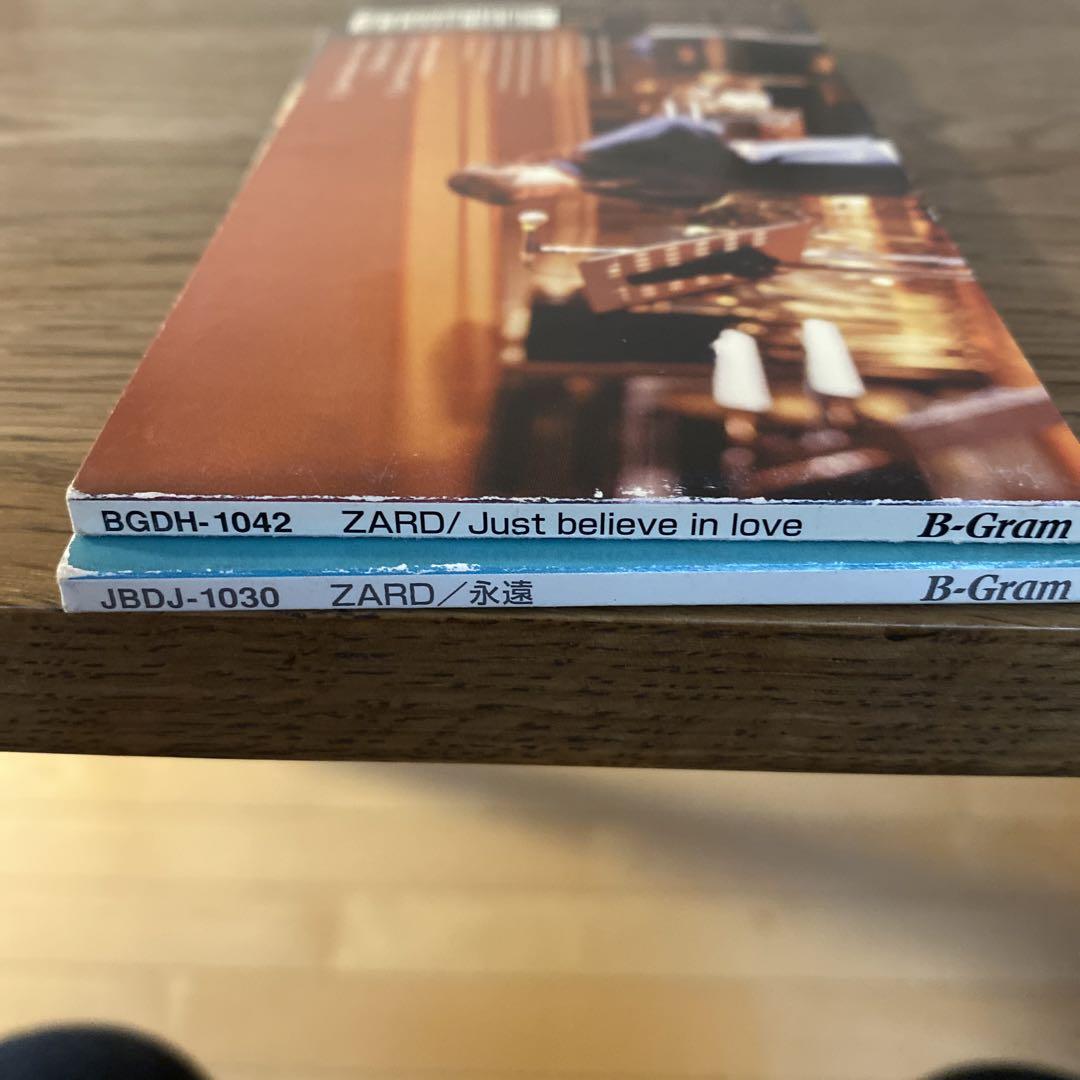 BGDH-1042 ZARD/Just believe in love B-Gram
JBDJ-1030 ZARD／永遠 B-Gram